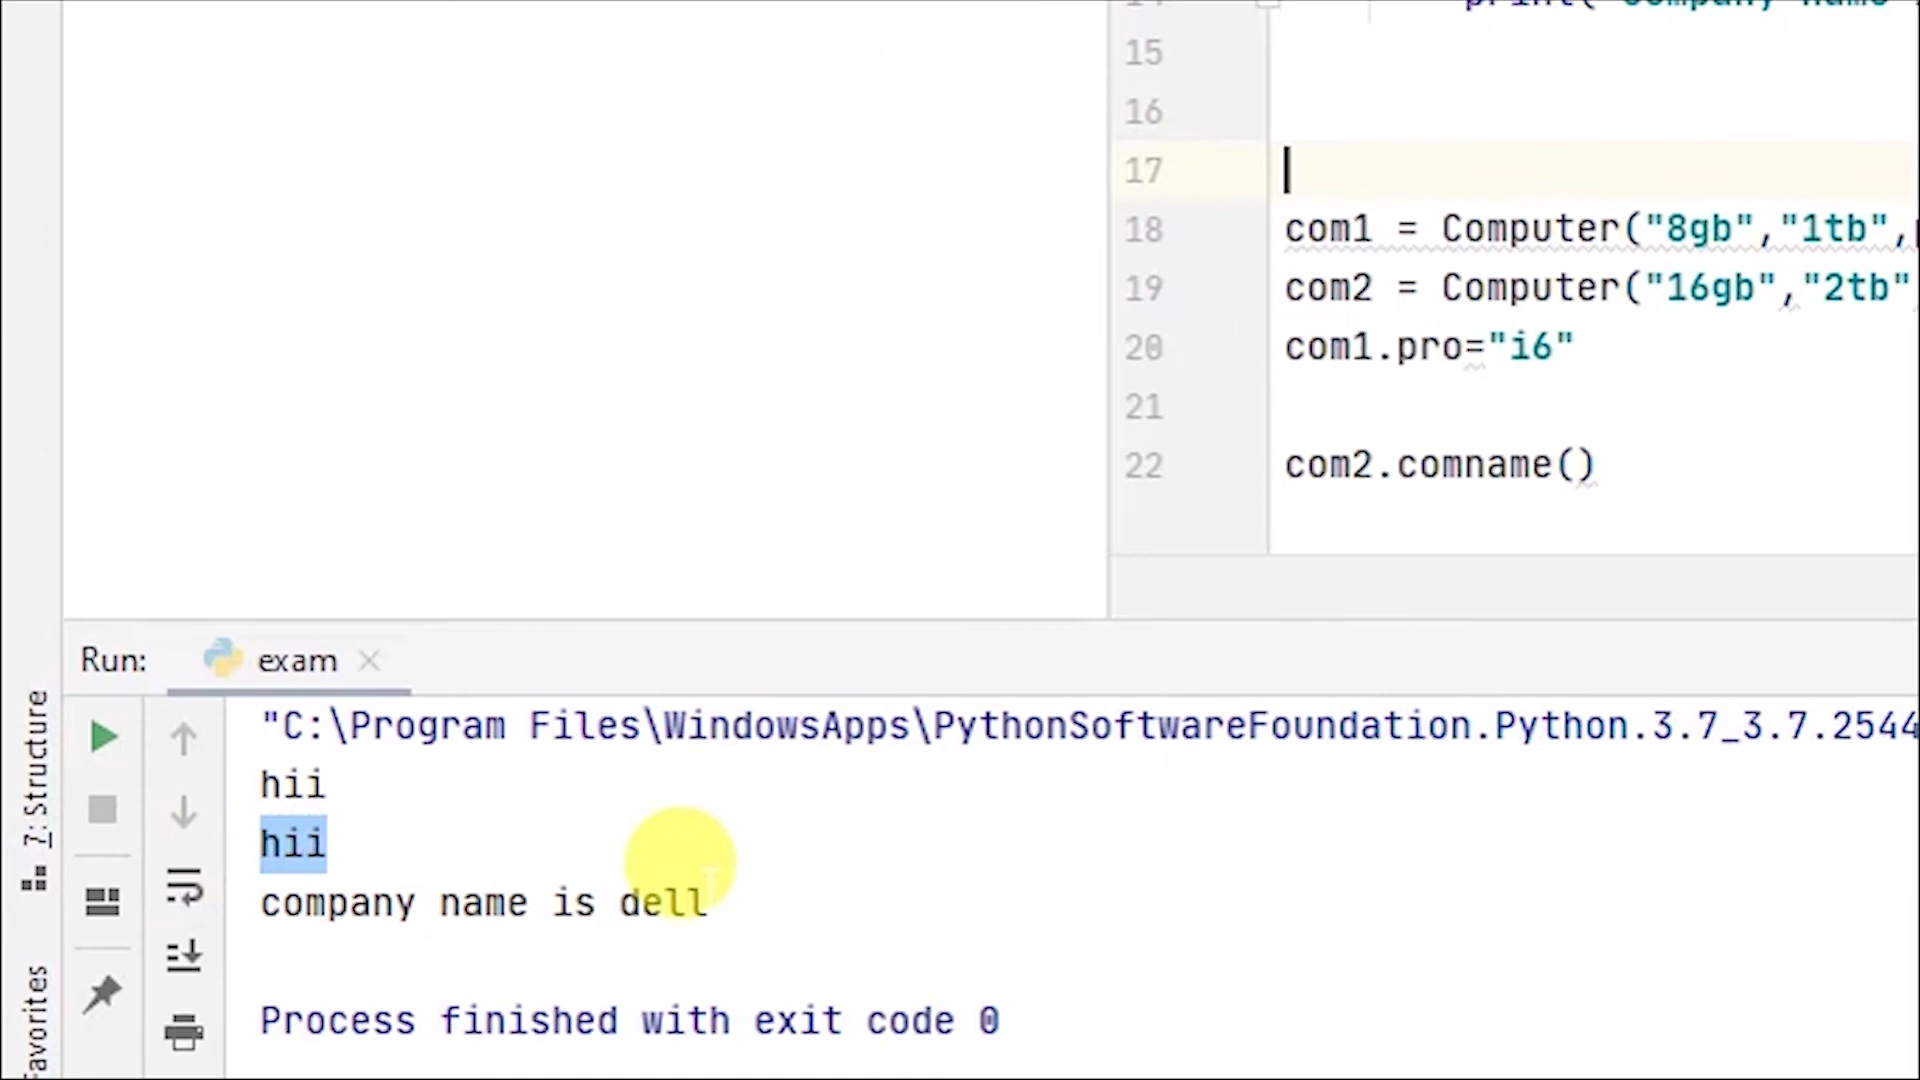 15
16
17
18 com1 = Computer("8gb","1tb",
19 com2 = Computer("16gb","2tb"
20 com1.pro="i6"
21
22 com2.comname()
Run: exam
7: Structure
Favorites
"C:\Program Files\WindowsApps\PythonSoftwareFoundation.Python.3.7_3.7.2544
hii
hii
company name is dell
Process finished with exit code 0